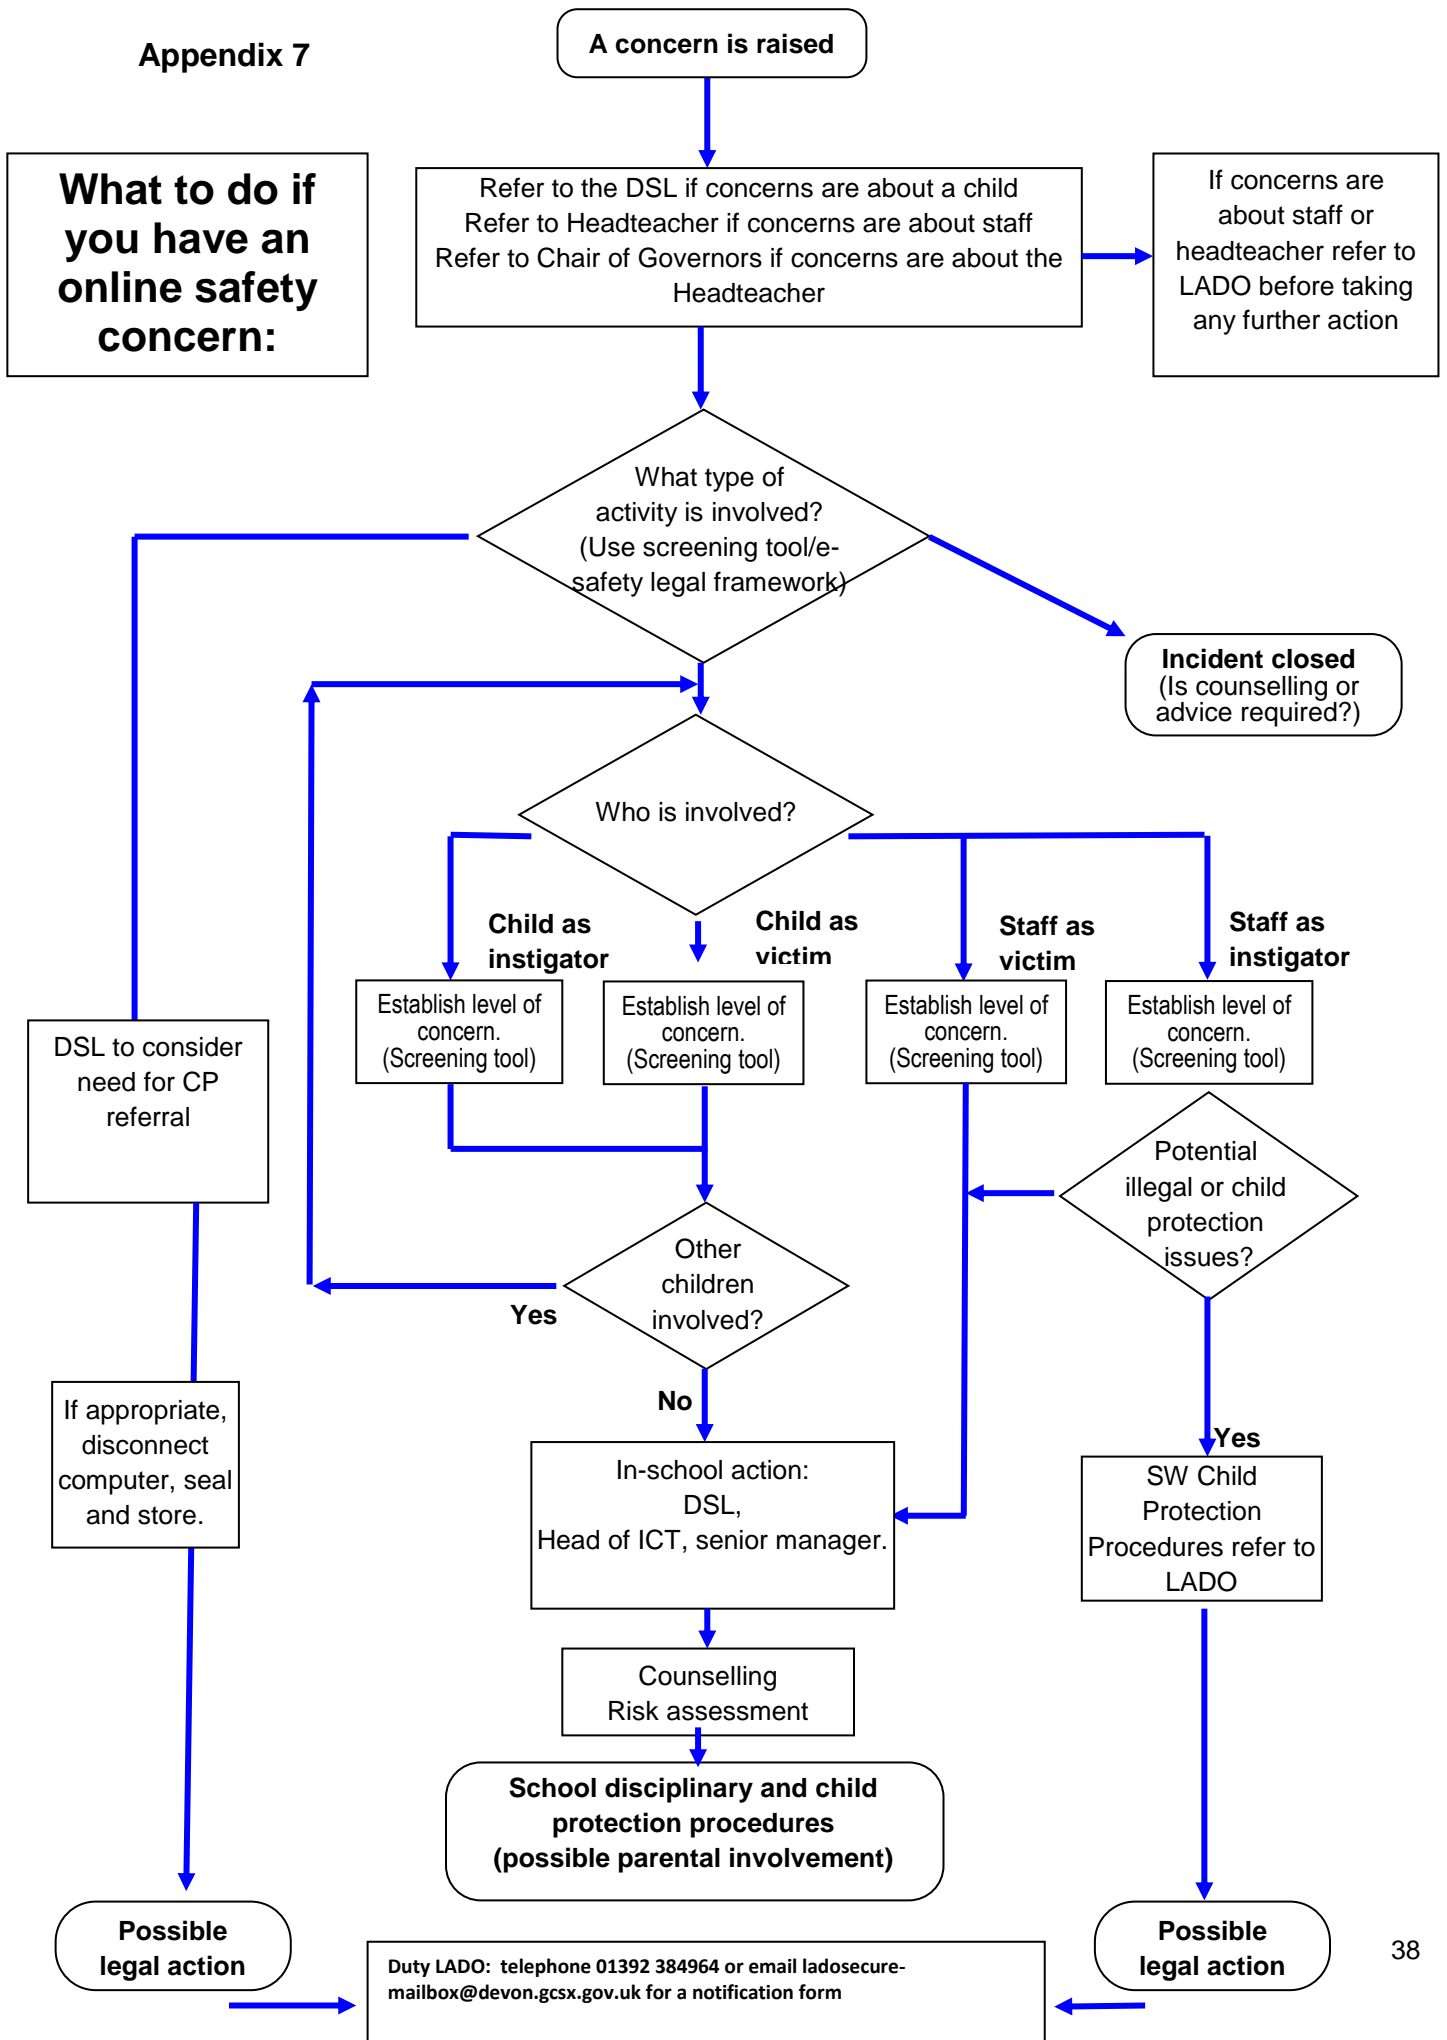 Appendix 7
A concern is raised
What to do if
you have an
online safety
concern:
Refer to the DSL if concerns are about a child
Refer to Headteacher if concerns are about staff
Refer to Chair of Governors if concerns are about the
Headteacher
If concerns are
about staff or
headteacher refer to
LADO before taking
any further action
What type of
activity is involved?
(Use screening tool/e-
safety legal framework)
Incident closed
(Is counselling or
advice required?)
Who is involved?
Child as
instigator
Child as
victim
Staff as
victim
Staff as
instigator
Establish level of
concern.
(Screening tool)
Establish level of
concern.
(Screening tool)
Establish level of
concern.
(Screening tool)
Establish level of
concern.
(Screening tool)
DSL to consider
need for CP
referral
Potential
illegal or child
protection
issues?
Other
children
involved?
Yes
No
Yes
If appropriate,
disconnect
computer, seal
and store.
In-school action:
DSL,
Head of ICT, senior manager.
SW Child
Protection
Procedures refer to
LADO
Counselling
Risk assessment
School disciplinary and child
protection procedures
(possible parental involvement)
Possible
legal action
Possible
legal action
Duty LADO: telephone 01392 384964 or email ladosecure-
mailbox@devon.gcsx.gov.uk for a notification form
38